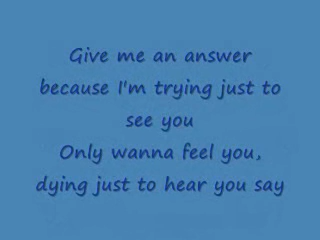 Give me an answer
because I'm trying just to
see you
Only wanna feel you,
dying just to hear you say